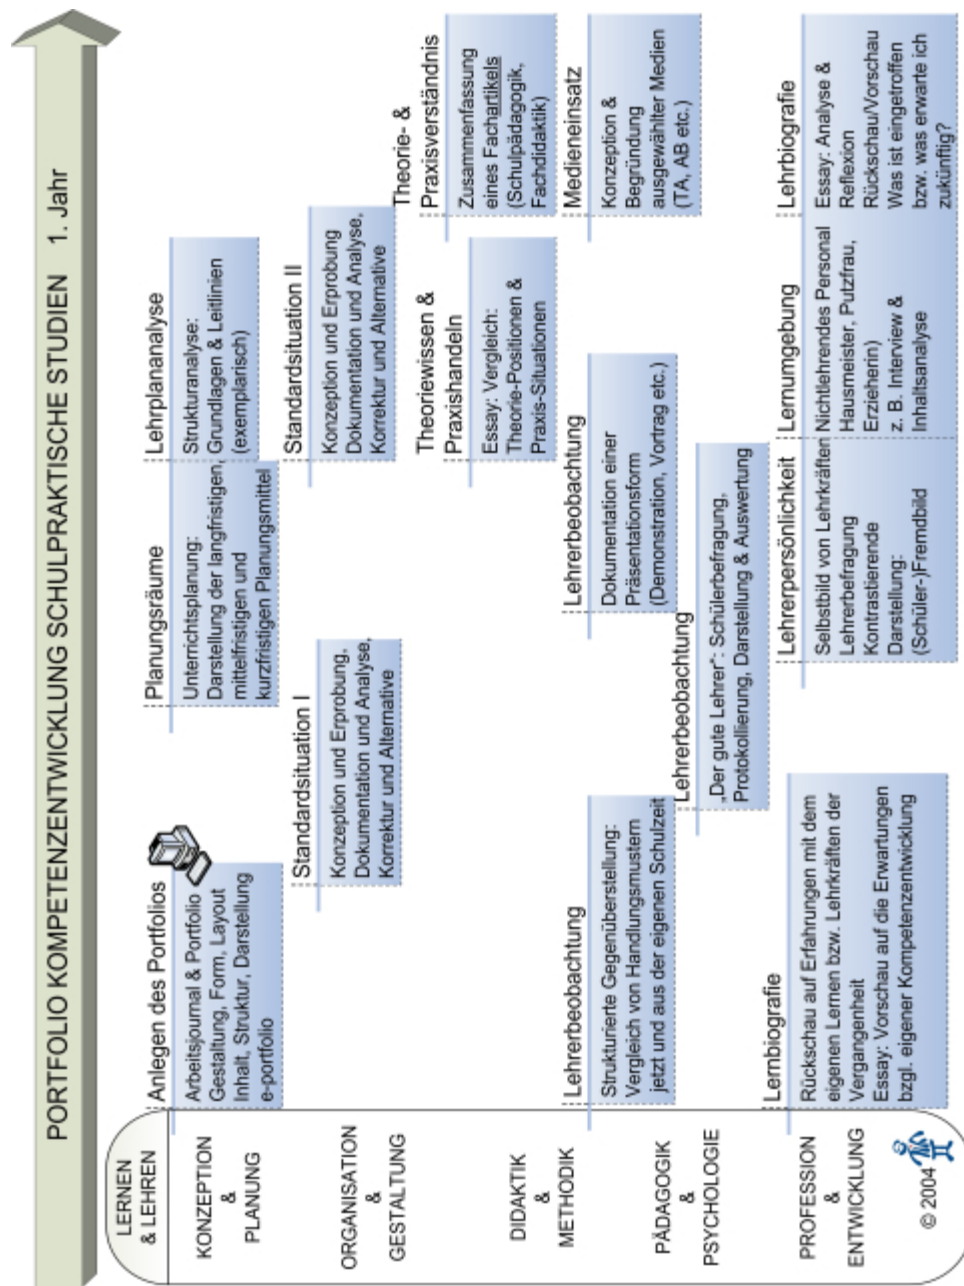 PORTFOLIO KOMPETENZENTWICKLUNG SCHULPRAKTISCHE STUDIEN 1. Jahr
LERNEN
& LEHREN
KONZEPTION
&
PLANUNG
Anlegen des Portfolios
Arbeitsjournal & Portfolio
Gestaltung, Form, Layout
Inhalt, Struktur, Darstellung
e-portfolio
Planungsräume
Unterrichtsplanung:
Darstellung der langfristigen,
mittelfristigen und
kurzfristigen Planungsmittel
Lehrplananalyse
Strukturanalyse:
Grundlagen & Leitlinien
(exemplarisch)
ORGANISATION
&
GESTALTUNG
Standardsituation I
Konzeption und Erprobung,
Dokumentation und Analyse,
Korrektur und Alternative
Standardsituation II
Konzeption und Erprobung
Dokumentation und Analyse,
Korrektur und Alternative
DIDAKTIK
&
METHODIK
Theoriewissen &
Praxishandeln
Essay: Vergleich:
Theorie-Positionen &
Praxis-Situationen
Theorie- &
Praxisverständnis
Zusammenfassung
eines Fachartikels
(Schulpädagogik,
Fachdidaktik)
Lehrerbeobachtung
Strukturierte Gegenüberstellung:
Vergleich von Handlungsmustern
jetzt und aus der eigenen Schulzeit
Lehrerbeobachtung
Dokumentation einer
Präsentationsform
(Demonstration, Vortrag etc.)
Medieneinsatz
Konzeption &
Begründung
ausgewählter Medien
(TA, AB etc.)
PÄDAGOGIK
&
PSYCHOLOGIE
Lehrerbeobachtung
„Der gute Lehrer“: Schülerbefragung,
Protokollierung, Darstellung & Auswertung
PROFESSION
&
ENTWICKLUNG
Lernbiografie
Rückschau auf Erfahrungen mit dem
eigenen Lernen bzw. Lehrkräften der
Vergangenheit
Essay: Vorschau auf die Erwartungen
bzgl. eigener Kompetenzentwicklung
Lehrerpersönlichkeit
Selbstbild von Lehrkräften
Lehrerbefragung
Kontrastierende
Darstellung:
(Schüler-)Fremdbild
Lernumgebung
Nichtlehrendes Personal
Hausmeister, Putzfrau,
Erzieherin)
z. B. Interview &
Inhaltsanalyse
Lehrbiografie
Essay: Analyse &
Reflexion
Rückschau/Vorschau
Was ist eingetroffen
bzw. was erwarte ich
zukünftig?
© 2004